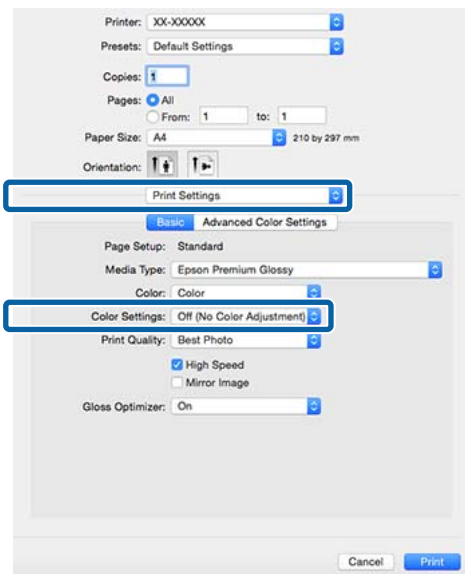 Printer: XX-XXXXX
Presets: Default Settings
Copies: 1
Pages: All
From: 1 to: 1
Paper Size: A4 210 by 297 mm
Orientation:
Print Settings
Basic Advanced Color Settings
Page Setup: Standard
Media Type: Epson Premium Glossy
Color: Color
Color Settings: Off (No Color Adjustment)
Print Quality: Best Photo
High Speed
Mirror Image
Gloss Optimizer: On
Cancel Print